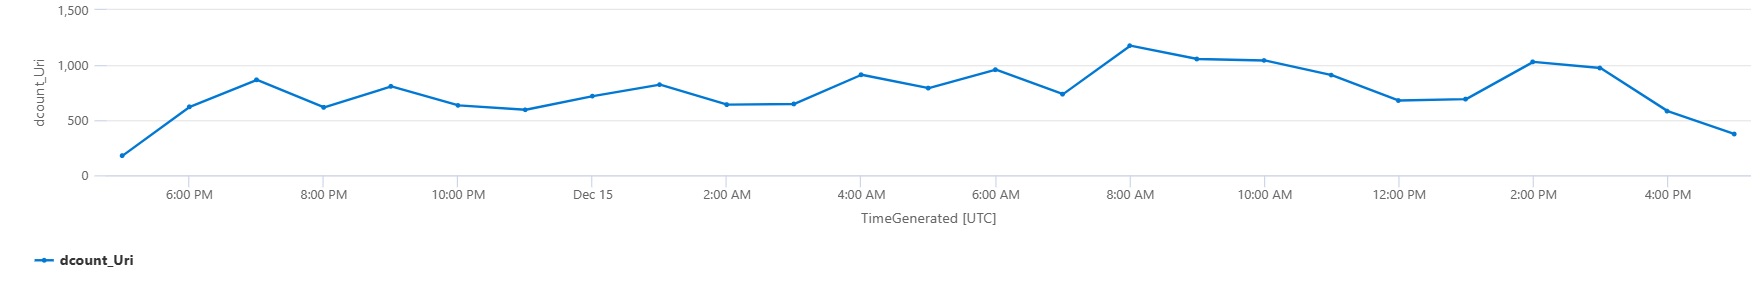 1,500
1,000
500
0
dcount_Uri
6:00 PM 8:00 PM 10:00 PM Dec 15 2:00 AM 4:00 AM 6:00 AM 8:00 AM 10:00 AM 12:00 PM 2:00 PM 4:00 PM
TimeGenerated [UTC]
dcount_Uri